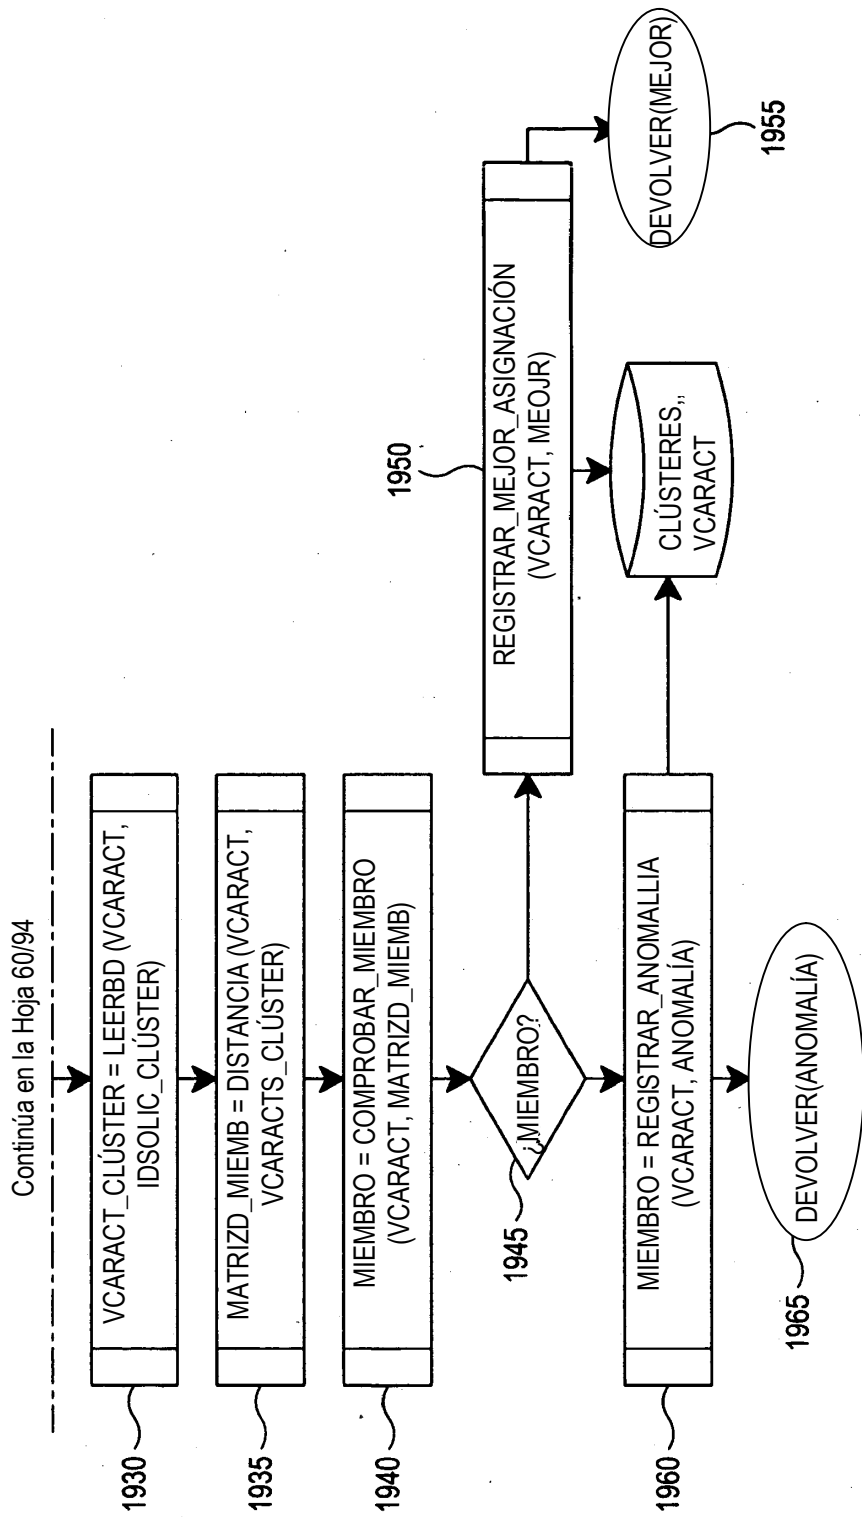 Continúa en la Hoja 60/94
VCARACT_CLÚSTER = LEERBD (VCARACT,
IDSOLIC_CLÚSTER)
1930
MATRIZD_MIEMB = DISTANCIA (VCARACT,
VCARACTS_CLÚSTER)
1935
MIEMBRO = COMPROBAR_MIEMBRO
(VCARACT, MATRIZD_MIEMB)
1940
¿MIEMBRO?
1945
1950
REGISTRAR_MEJOR_ASIGNACIÓN
(VCARACT, MEOJR)
DEVOLVER(MEJOR)
1955
CLÚSTERES,,
VCARACT
MIEMBRO = REGISTRAR_ANOMALLIA
(VCARACT, ANOMALÍA)
1960
DEVOLVER(ANOMALÍA)
1965